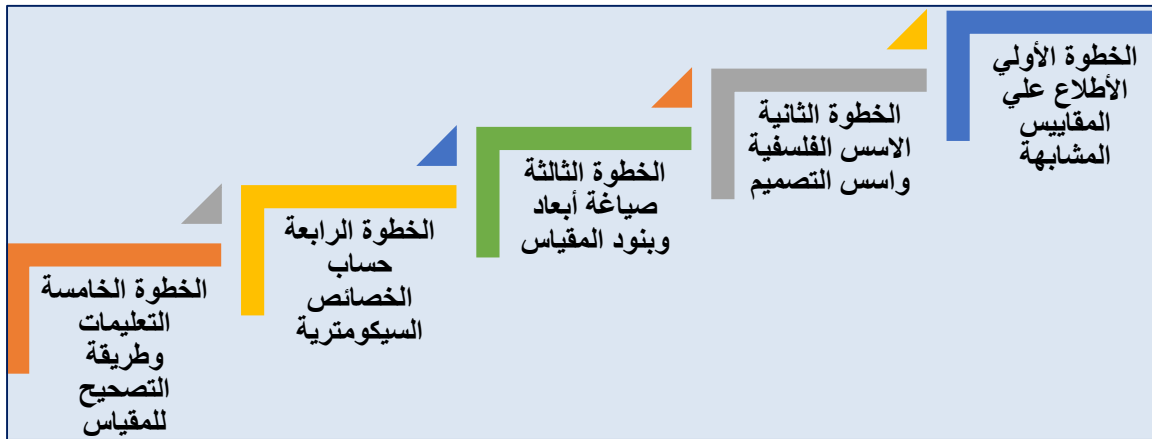 الخطوة الأولي
الأطلاع علي
المقاييس
المشابهة
الخطوة الثانية
الاسس الفلسفية
واسس التصميم
الخطوة الثالثة
صياغة أبعاد
وبنود المقياس
الخطوة الرابعة
حساب
الخصائص
السيكومترية
الخطوة الخامسة
التعليمات
وطريقة
التصحيح
للمقياس